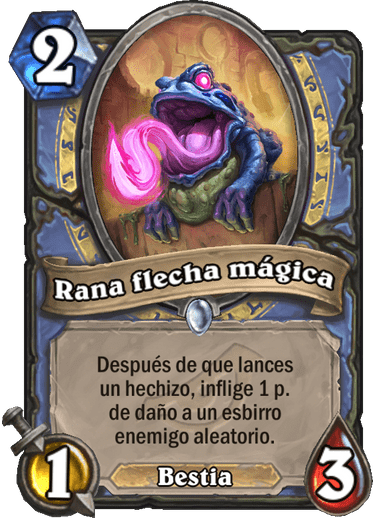 2
Rana flecha mágica
Después de que lances
un hechizo, inflige 1 p.
de daño a un esbirro
enemigo aleatorio.
1
Bestia
3